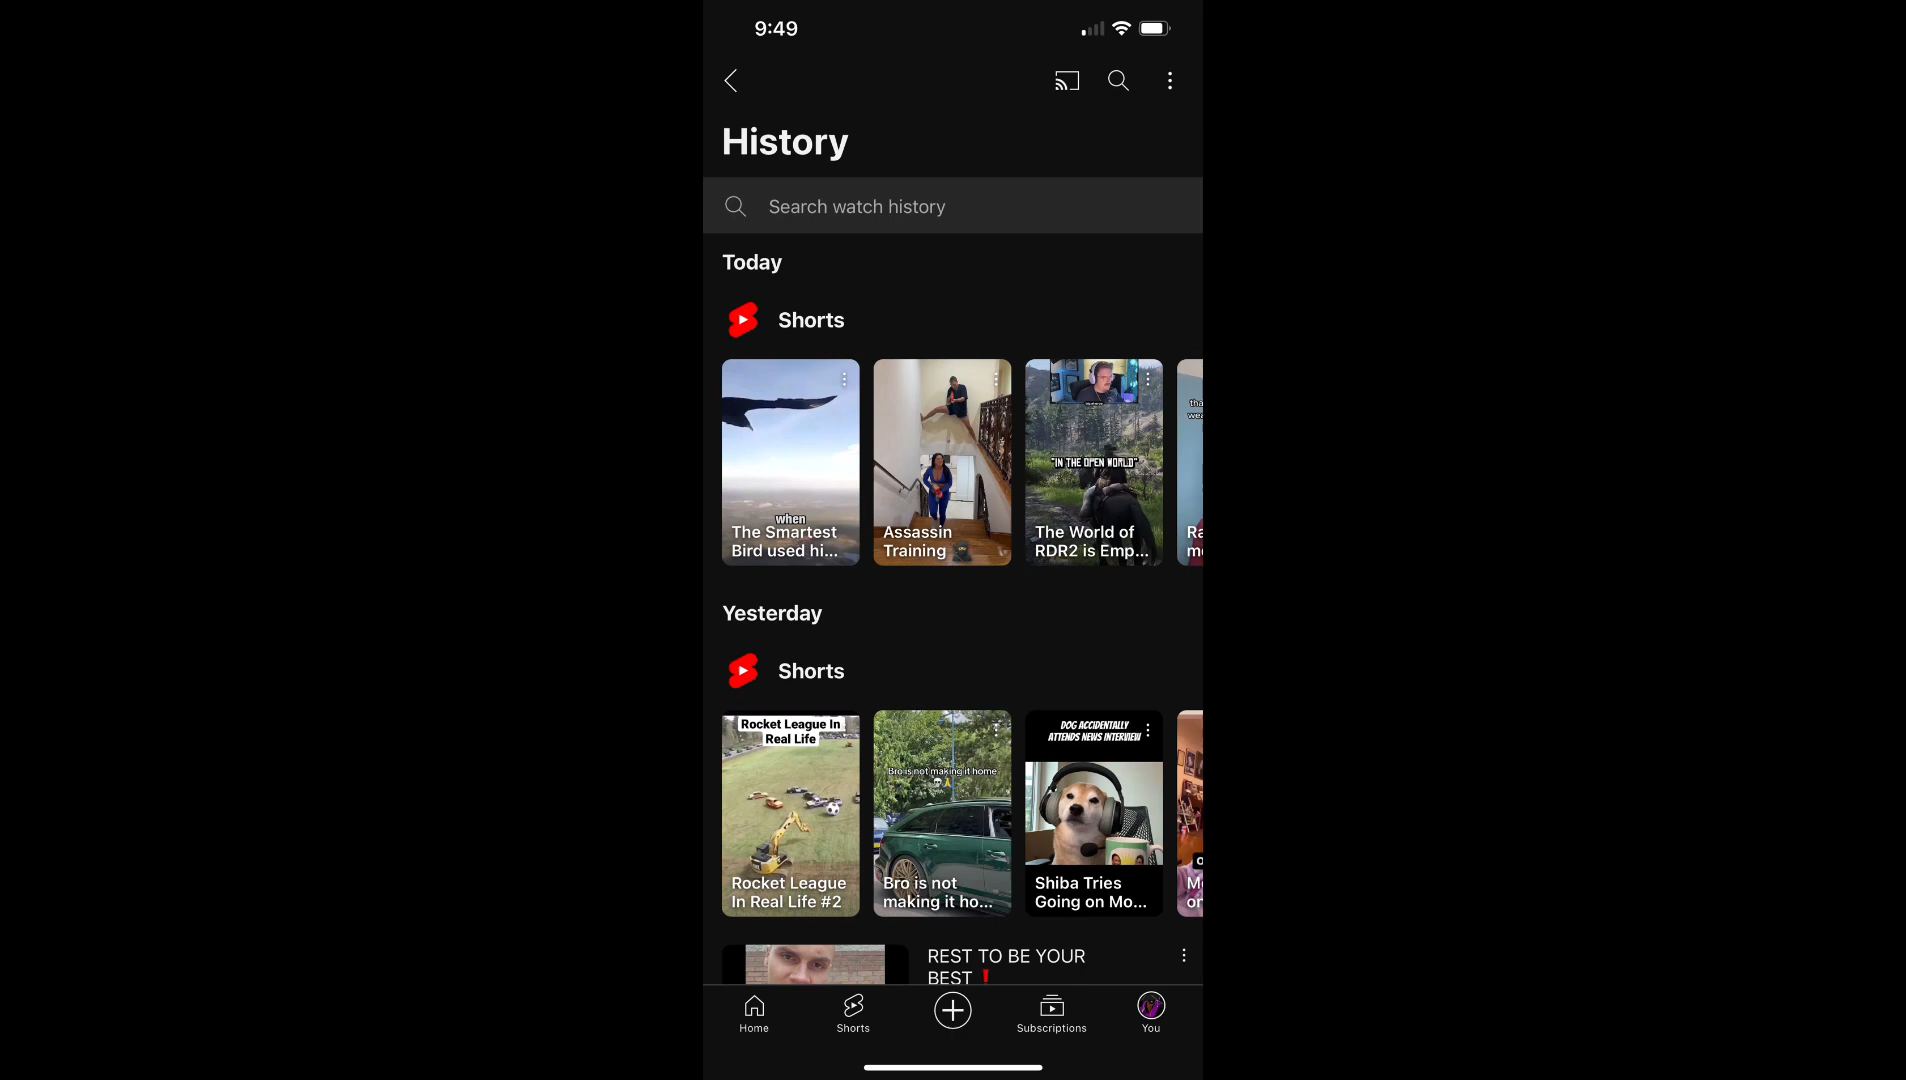 9:49
History
Search watch history
Today
Shorts
when
The Smartest
Bird used hi...
Assassin
Training
"IN THE OPEN WORLD"
The World of
RDR2 is Emp...
Yesterday
Shorts
Rocket League In
Real Life
Rocket League
In Real Life #2
Bro is not making it home
Bro is not
making it ho...
DOG ACCIDENTALLY
ATTENDS NEWS INTERVIEW
Shiba Tries
Going on Mo...
REST TO BE YOUR
BEST❗
Home
Shorts
Subscriptions
You